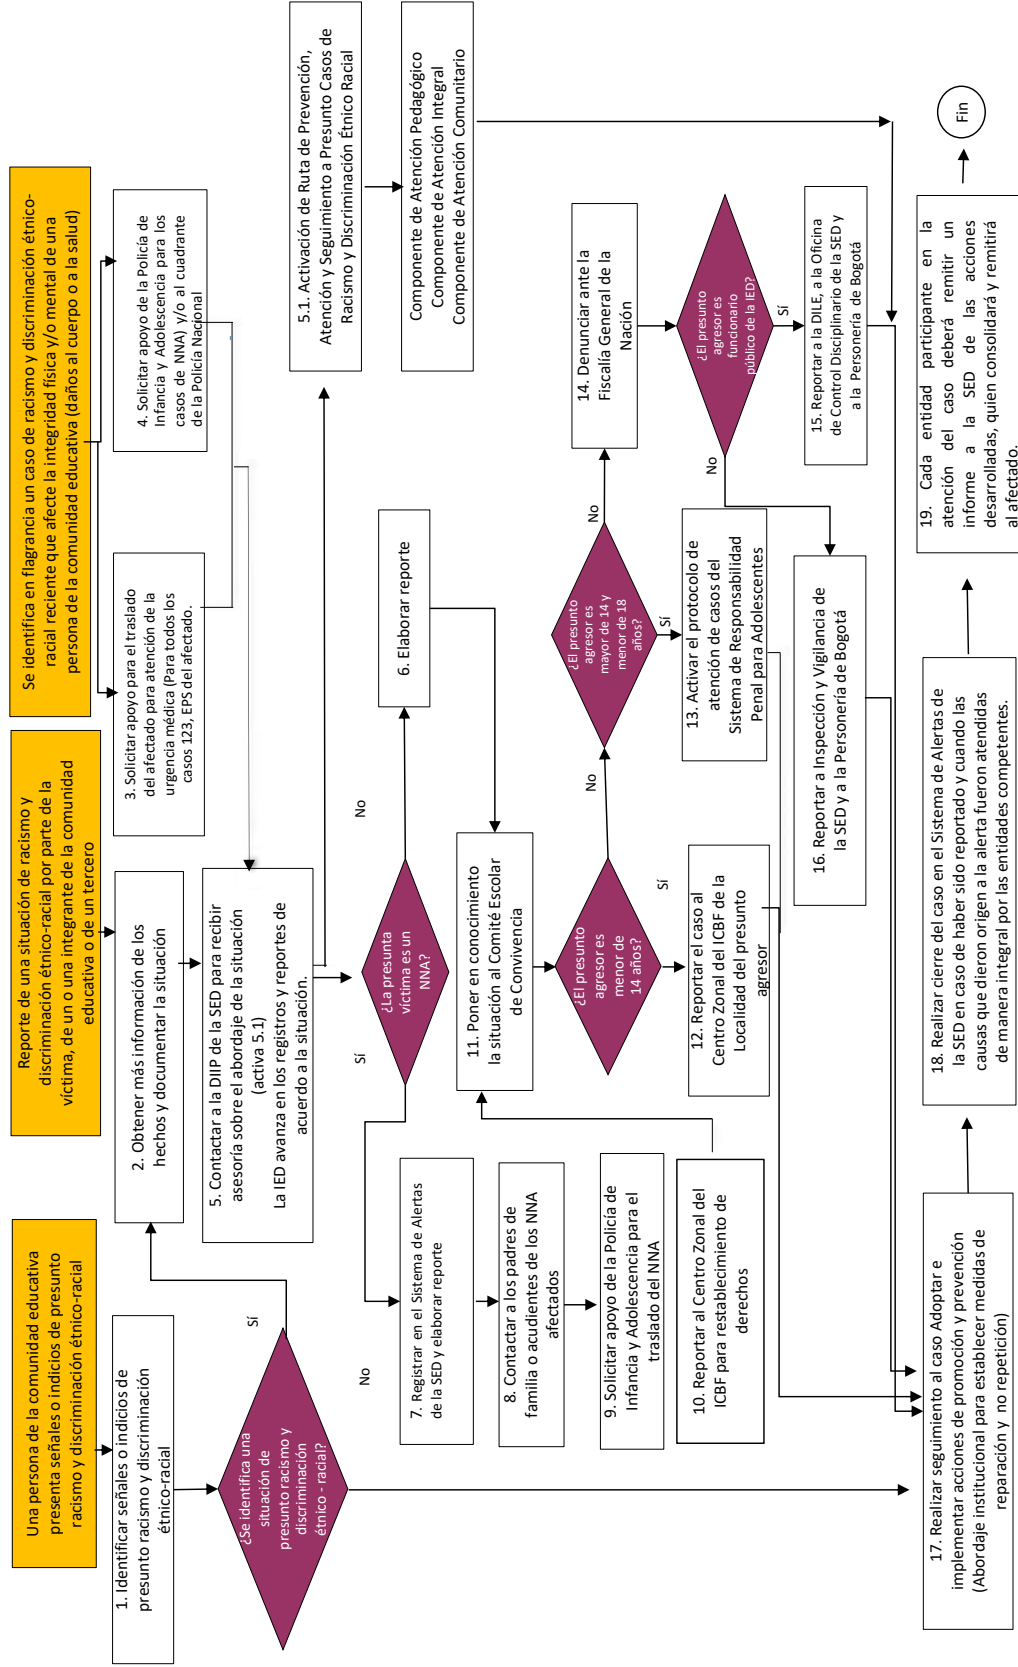 Una persona de la comunidad educativa
presenta señales o indicios de presunto
racismo y discriminación étnico-racial
Reporte de una situación de racismo y
discriminación étnico-racial por parte de la
víctima, de un o una integrante de la comunidad
educativa o de un tercero
Se identifica en flagrancia un caso de racismo y discriminación étnico-
racial reciente que afecte la integridad física y/o mental de una
persona de la comunidad educativa (daños al cuerpo o a la salud)
1. Identificar señales o indicios de
presunto racismo y discriminación
étnico-racial
2. Obtener más información de los
hechos y documentar la situación
3. Solicitar apoyo para el traslado
del afectado para atención de la
urgencia médica (Para todos los
casos 123, EPS del afectado.
4. Solicitar apoyo de la Policía de
Infancia y Adolescencia para los
casos de NNA) y/o al cuadrante
de la Policía Nacional
¿Se identifica una
situación de
presunto racismo y
discriminación
étnico - racial?
Sí
No
5. Contactar a la DIIP de la SED para recibir
asesoría sobre el abordaje de la situación
(activa 5.1)
La IED avanza en los registros y reportes de
acuerdo a la situación.
5.1. Activación de Ruta de Prevención,
Atención y Seguimiento a Presunto Casos de
Racismo y Discriminación Étnico Racial
Componente de Atención Pedagógico
Componente de Atención Integral
Componente de Atención Comunitario
¿La presunta
víctima es un
NNA?
Sí
No
6. Elaborar reporte
7. Registrar en el Sistema de Alertas
de la SED y elaborar reporte
8. Contactar a los padres de
familia o acudientes de los NNA
afectados
9. Solicitar apoyo de la Policía de
Infancia y Adolescencia para el
traslado del NNA
10. Reportar al Centro Zonal del
ICBF para restablecimiento de
derechos
11. Poner en conocimiento
la situación al Comité Escolar
de Convivencia
¿El presunto
agresor es
menor de
14 años?
Sí
No
12. Reportar el caso al
Centro Zonal del ICBF de la
Localidad del presunto
agresor
¿El presunto
agresor es
mayor de 14 y
menor de 18
años?
Sí
No
13. Activar el protocolo de
atención de casos del
Sistema de Responsabilidad
Penal para Adolescentes
14. Denunciar ante la
Fiscalía General de la
Nación
¿El presunto
agresor es
funcionario
público de la IED?
Sí
No
15. Reportar a la DILE, a la Oficina
de Control Disciplinario de la SED y
a la Personería de Bogotá
16. Reportar a Inspección y Vigilancia de
la SED y a la Personería de Bogotá
17. Realizar seguimiento al caso Adoptar e
implementar acciones de promoción y prevención
(Abordaje institucional para establecer medidas de
reparación y no repetición)
18. Realizar cierre del caso en el Sistema de Alertas de
la SED en caso de haber sido reportado y cuando las
causas que dieron origen a la alerta fueron atendidas
de manera integral por las entidades competentes.
19. Cada entidad participante en la
atención del caso deberá remitir un
informe a la SED de las acciones
desarrolladas, quien consolidará y remitirá
al afectado.
Fin